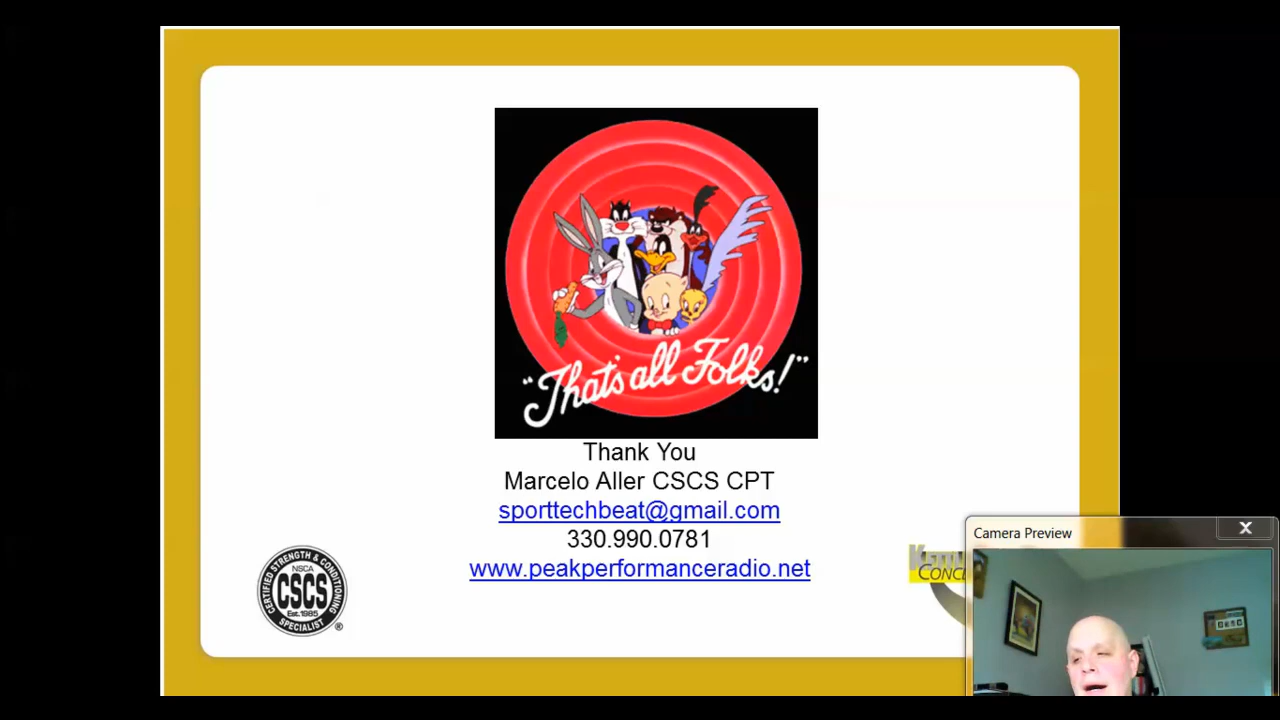 "That's all Folks!"
Thank You
Marcelo Aller CSCS CPT
sporttechbeat@gmail.com
330.990.0781
www.peakperformanceradio.net
CERTIFIED STRENGTH & CONDITIONING
NSCA
CSCS
Est.1985
SPECIALIST
®
Camera Preview
X